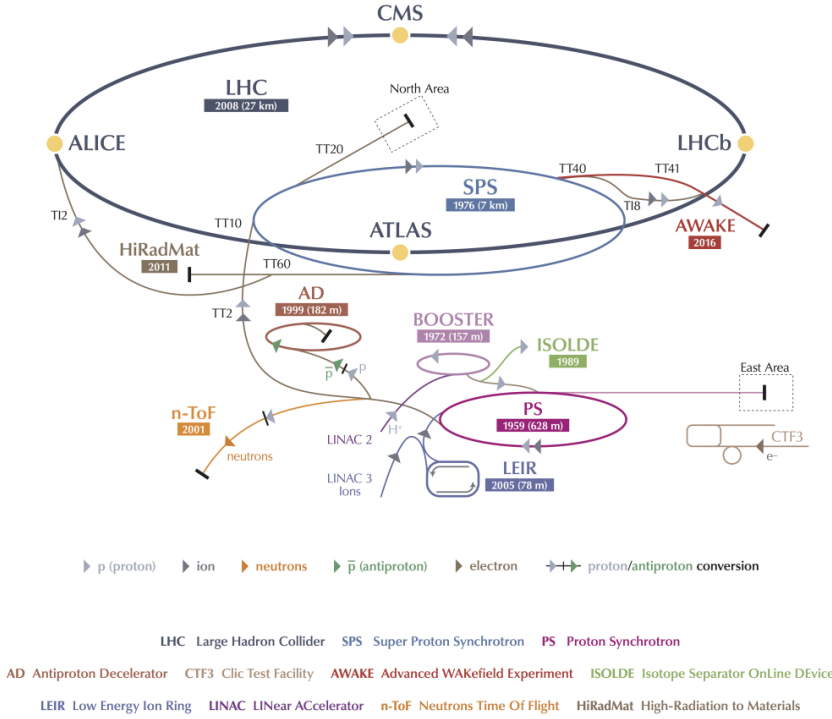 CMS
LHC
2008 (27 km)
North Area
TT20
ALICE
LHCb
TT40
TT41
SPS
1976 (7 km)
TI8
TI2
TT10
ATLAS
AWAKE
2016
HiRadMat
2011
TT60
AD
1999 (182 m)
TT2
BOOSTER
1972 (157 m)
ISOLDE
1989
p̅
p
East Area
n-ToF
2001
PS
1959 (628 m)
LINAC 2
H⁺
neutrons
CTF3
e⁻
LINAC 3
Ions
LEIR
2005 (78 m)
p (proton) ion neutrons p̅ (antiproton) electron proton/antiproton conversion
LHC Large Hadron Collider SPS Super Proton Synchrotron PS Proton Synchrotron
AD Antiproton Decelerator CTF3 Clic Test Facility AWAKE Advanced WAKefield Experiment ISOLDE Isotope Separator OnLine DEvice
LEIR Low Energy Ion Ring LINAC LINear ACcelerator n-ToF Neutrons Time Of Flight HiRadMat High-Radiation to Materials